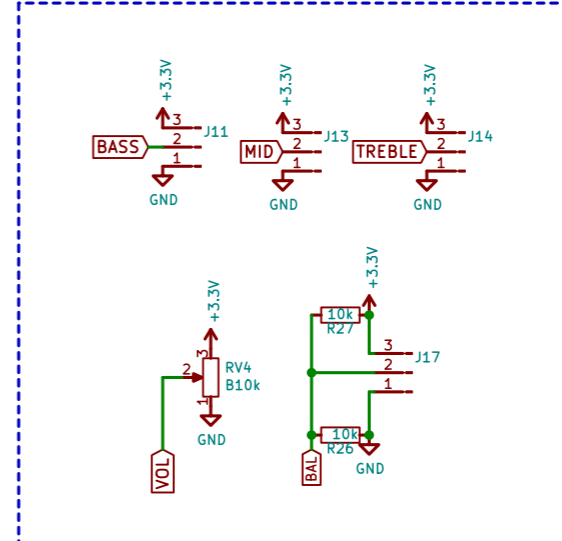 +3.3V
+3.3V
+3.3V
3
J11
3
J13
3
J14
BASS
2
MID
2
TREBLE
2
1
1
1
GND
GND
GND
+3.3V
+3.3V
10k
R27
3
RV4
B10k
2
1
GND
3
J17
2
1
10k
R26
GND
VOL
BAL